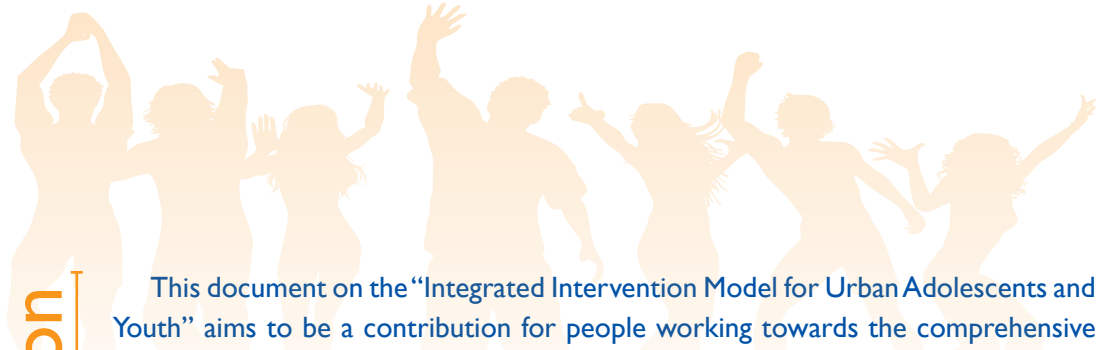 This document on the “Integrated Intervention Model for Urban Adolescents and
Youth” aims to be a contribution for people working towards the comprehensive
on